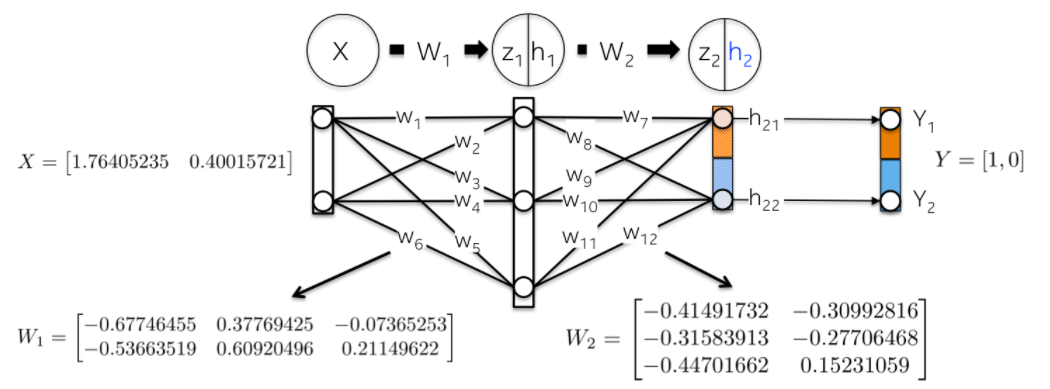 X W₁ z₁ h₁ W₂ z₂ h₂
w₁ w₇ h₂₁ Y₁
w₂ w₈
X = [1.76405235 0.40015721] w₃ w₉ Y = [1, 0]
w₄ w₁₀ h₂₂ Y₂
w₆ w₅ w₁₁ w₁₂
W₁ = [−0.67746455 0.37769425 −0.07365253
−0.53663519 0.60920496 0.21149622]
W₂ = [−0.41491732 −0.30992816
−0.31583913 −0.27706468
−0.44701662 0.15231059]